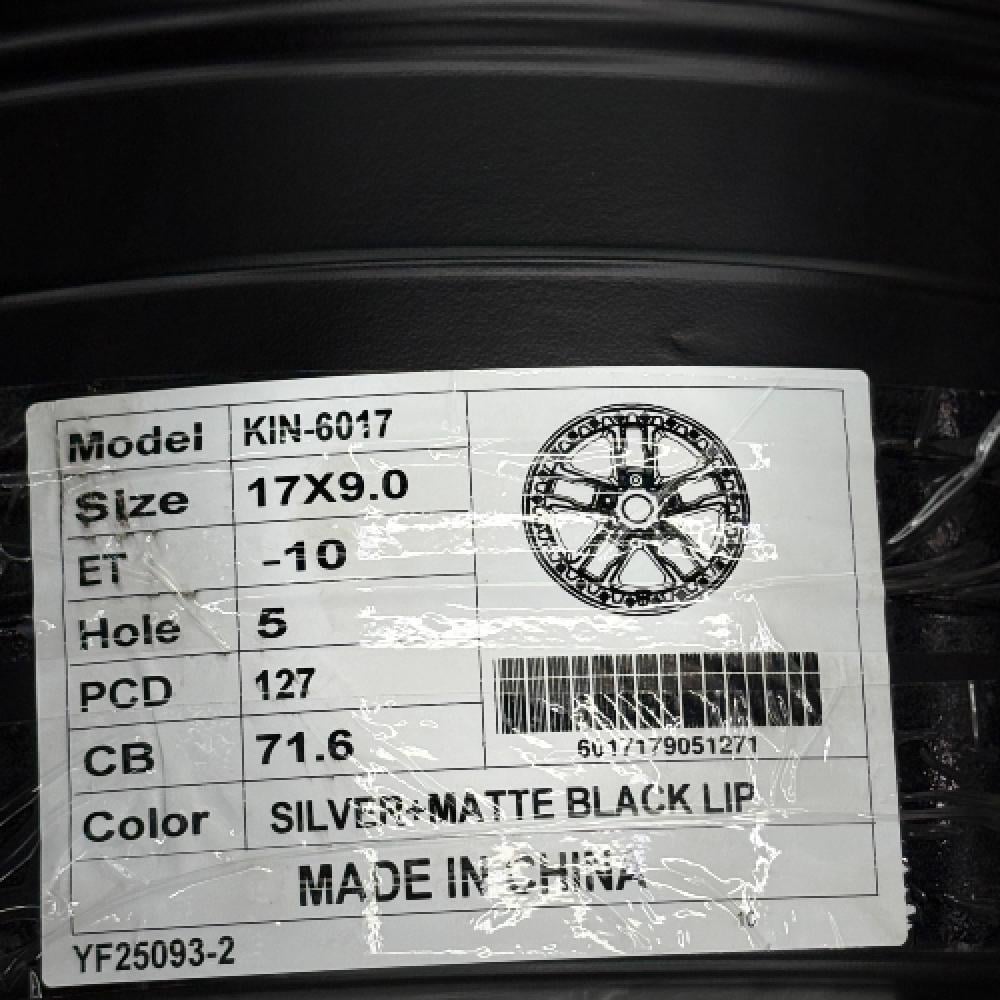 Model KIN-6017
Size 17X9.0
ET -10
Hole 5
PCD 127
CB 71.6
6017179051271
Color SILVER+MATTE BLACK LIP
MADE IN CHINA
10
YF25093-2